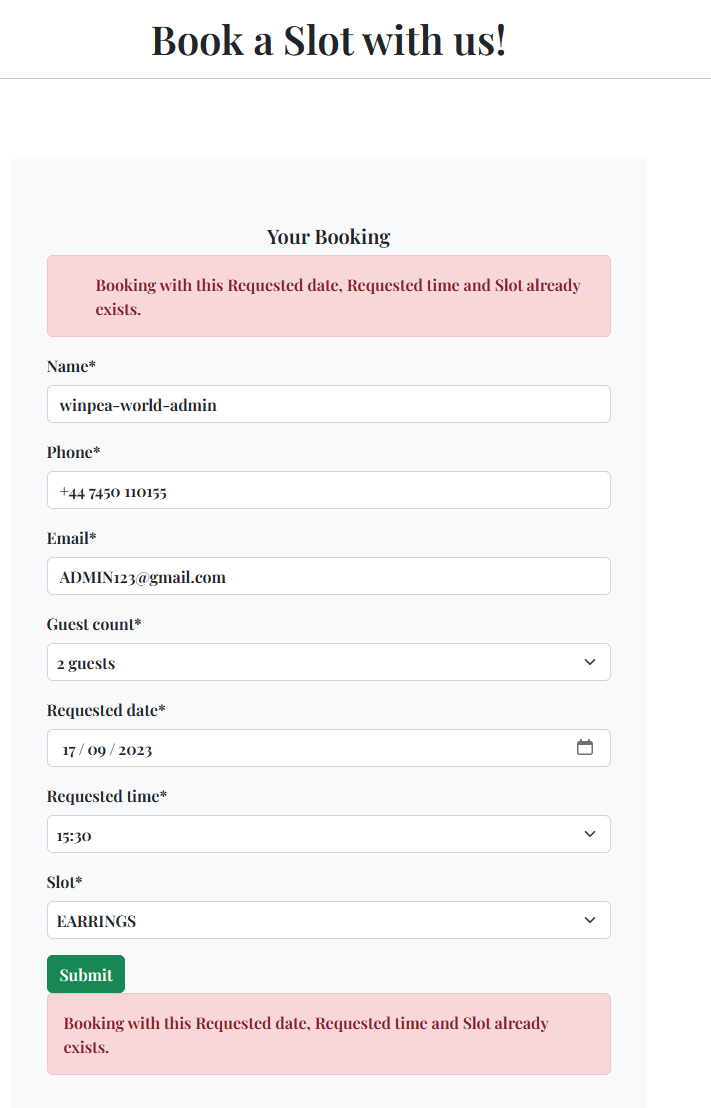 Book a Slot with us!
Your Booking
Booking with this Requested date, Requested time and Slot already
exists.
Name*
winpea-world-admin
Phone*
+44 7450 110155
Email*
ADMIN123@gmail.com
Guest count*
2 guests
Requested date*
17 / 09 / 2023
Requested time*
15:30
Slot*
EARRINGS
Submit
Booking with this Requested date, Requested time and Slot already
exists.